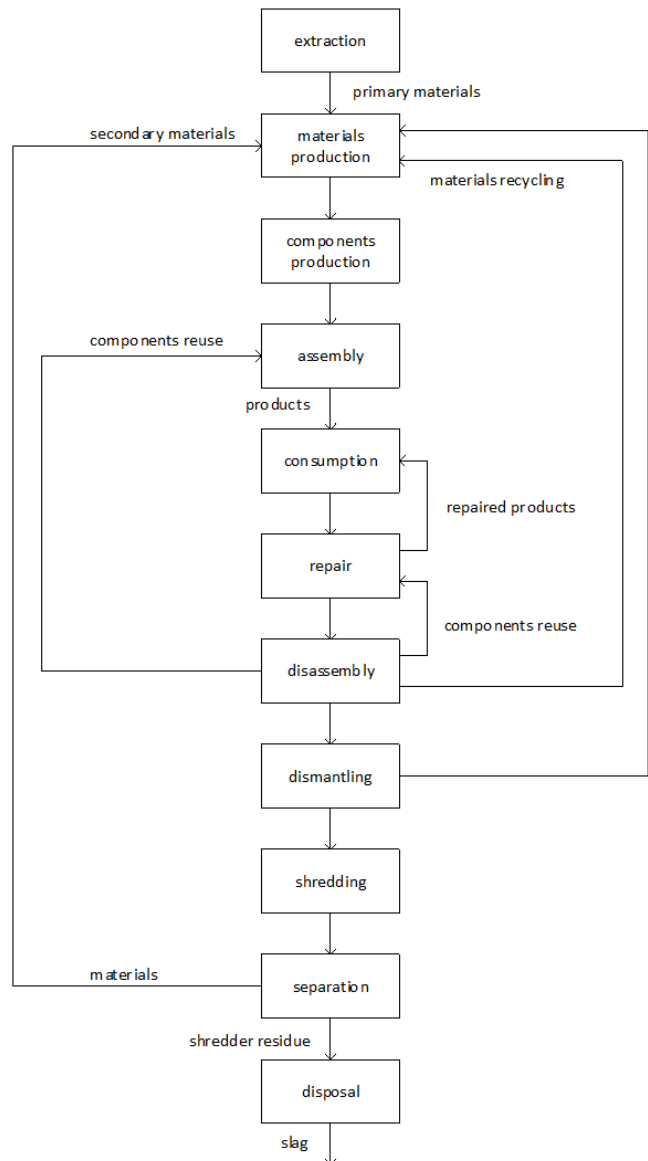 extraction
primary materials
secondary materials
materials
production
materials recycling
components
production
components reuse
assembly
products
consumption
repaired products
repair
components reuse
disassembly
dismantling
shredding
materials
separation
shredder residue
disposal
slag